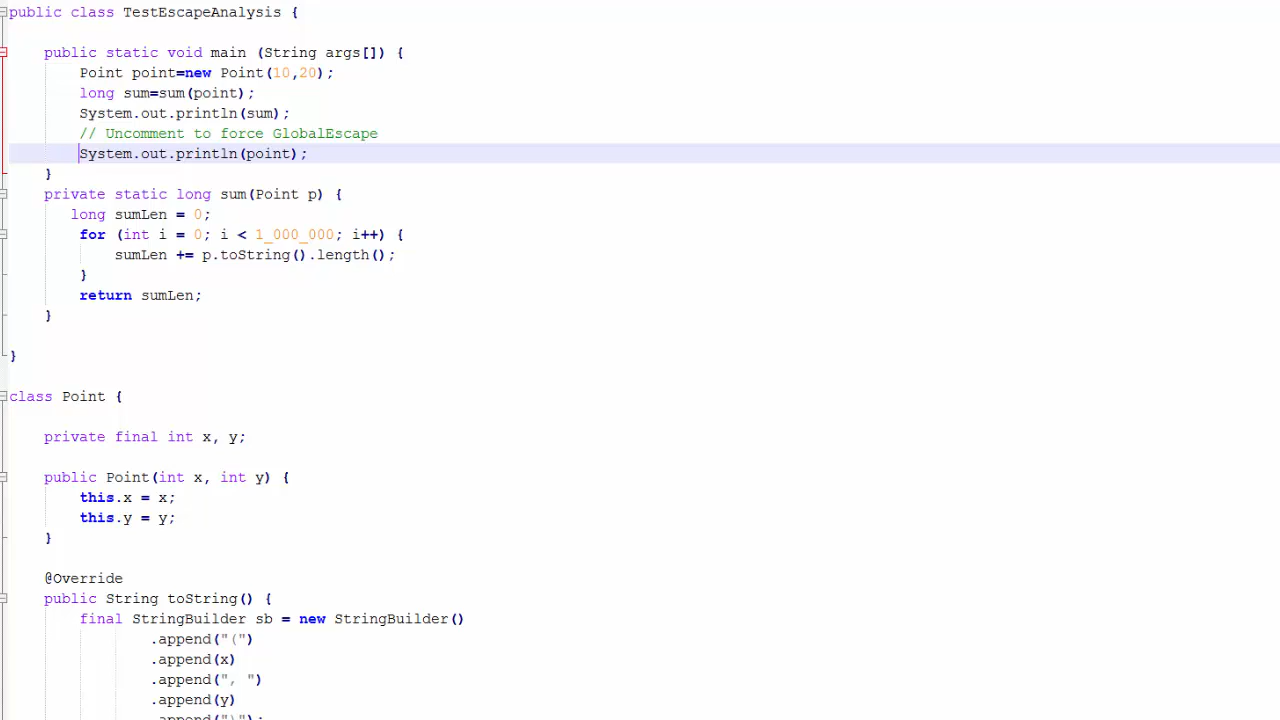 public class TestEscapeAnalysis {
public static void main (String args[]) {
Point point=new Point(10,20);
long sum=sum(point);
System.out.println(sum);
// Uncomment to force GlobalEscape
System.out.println(point);
}
private static long sum(Point p) {
long sumLen = 0;
for (int i = 0; i < 1_000_000; i++) {
sumLen += p.toString().length();
}
return sumLen;
}
}
class Point {
private final int x, y;
public Point(int x, int y) {
this.x = x;
this.y = y;
}
@Override
public String toString() {
final StringBuilder sb = new StringBuilder()
.append("(")
.append(x)
.append(", ")
.append(y)
.append(")");